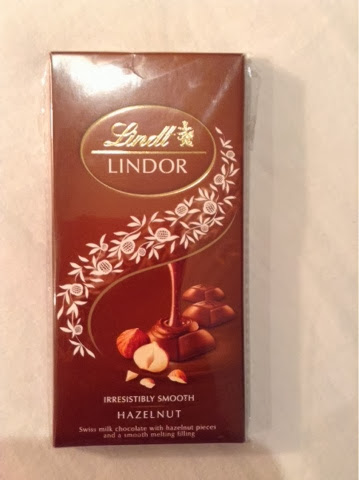 Lindt
LINDOR
IRRESISTIBLY SMOOTH
HAZELNUT
Swiss milk chocolate with hazelnut pieces
and a smooth melting filling